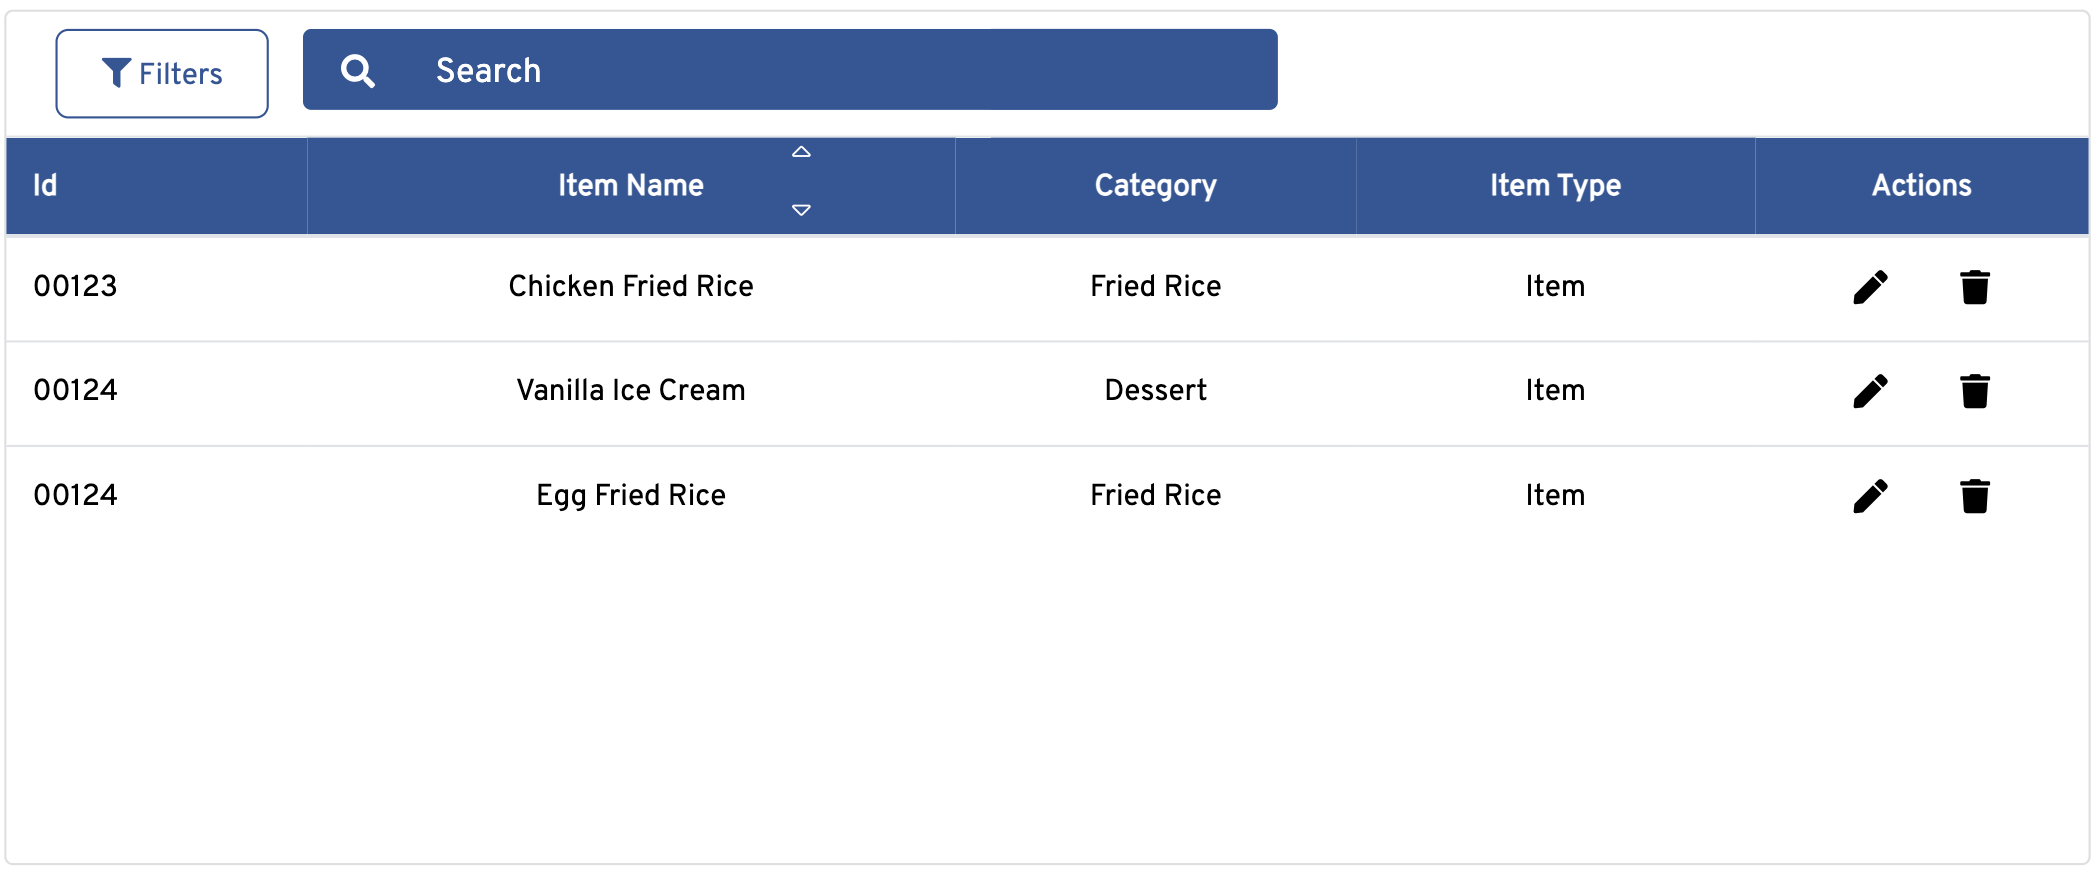 Filters Search
Id Item Name Category Item Type Actions
00123 Chicken Fried Rice Fried Rice Item
00124 Vanilla Ice Cream Dessert Item
00124 Egg Fried Rice Fried Rice Item